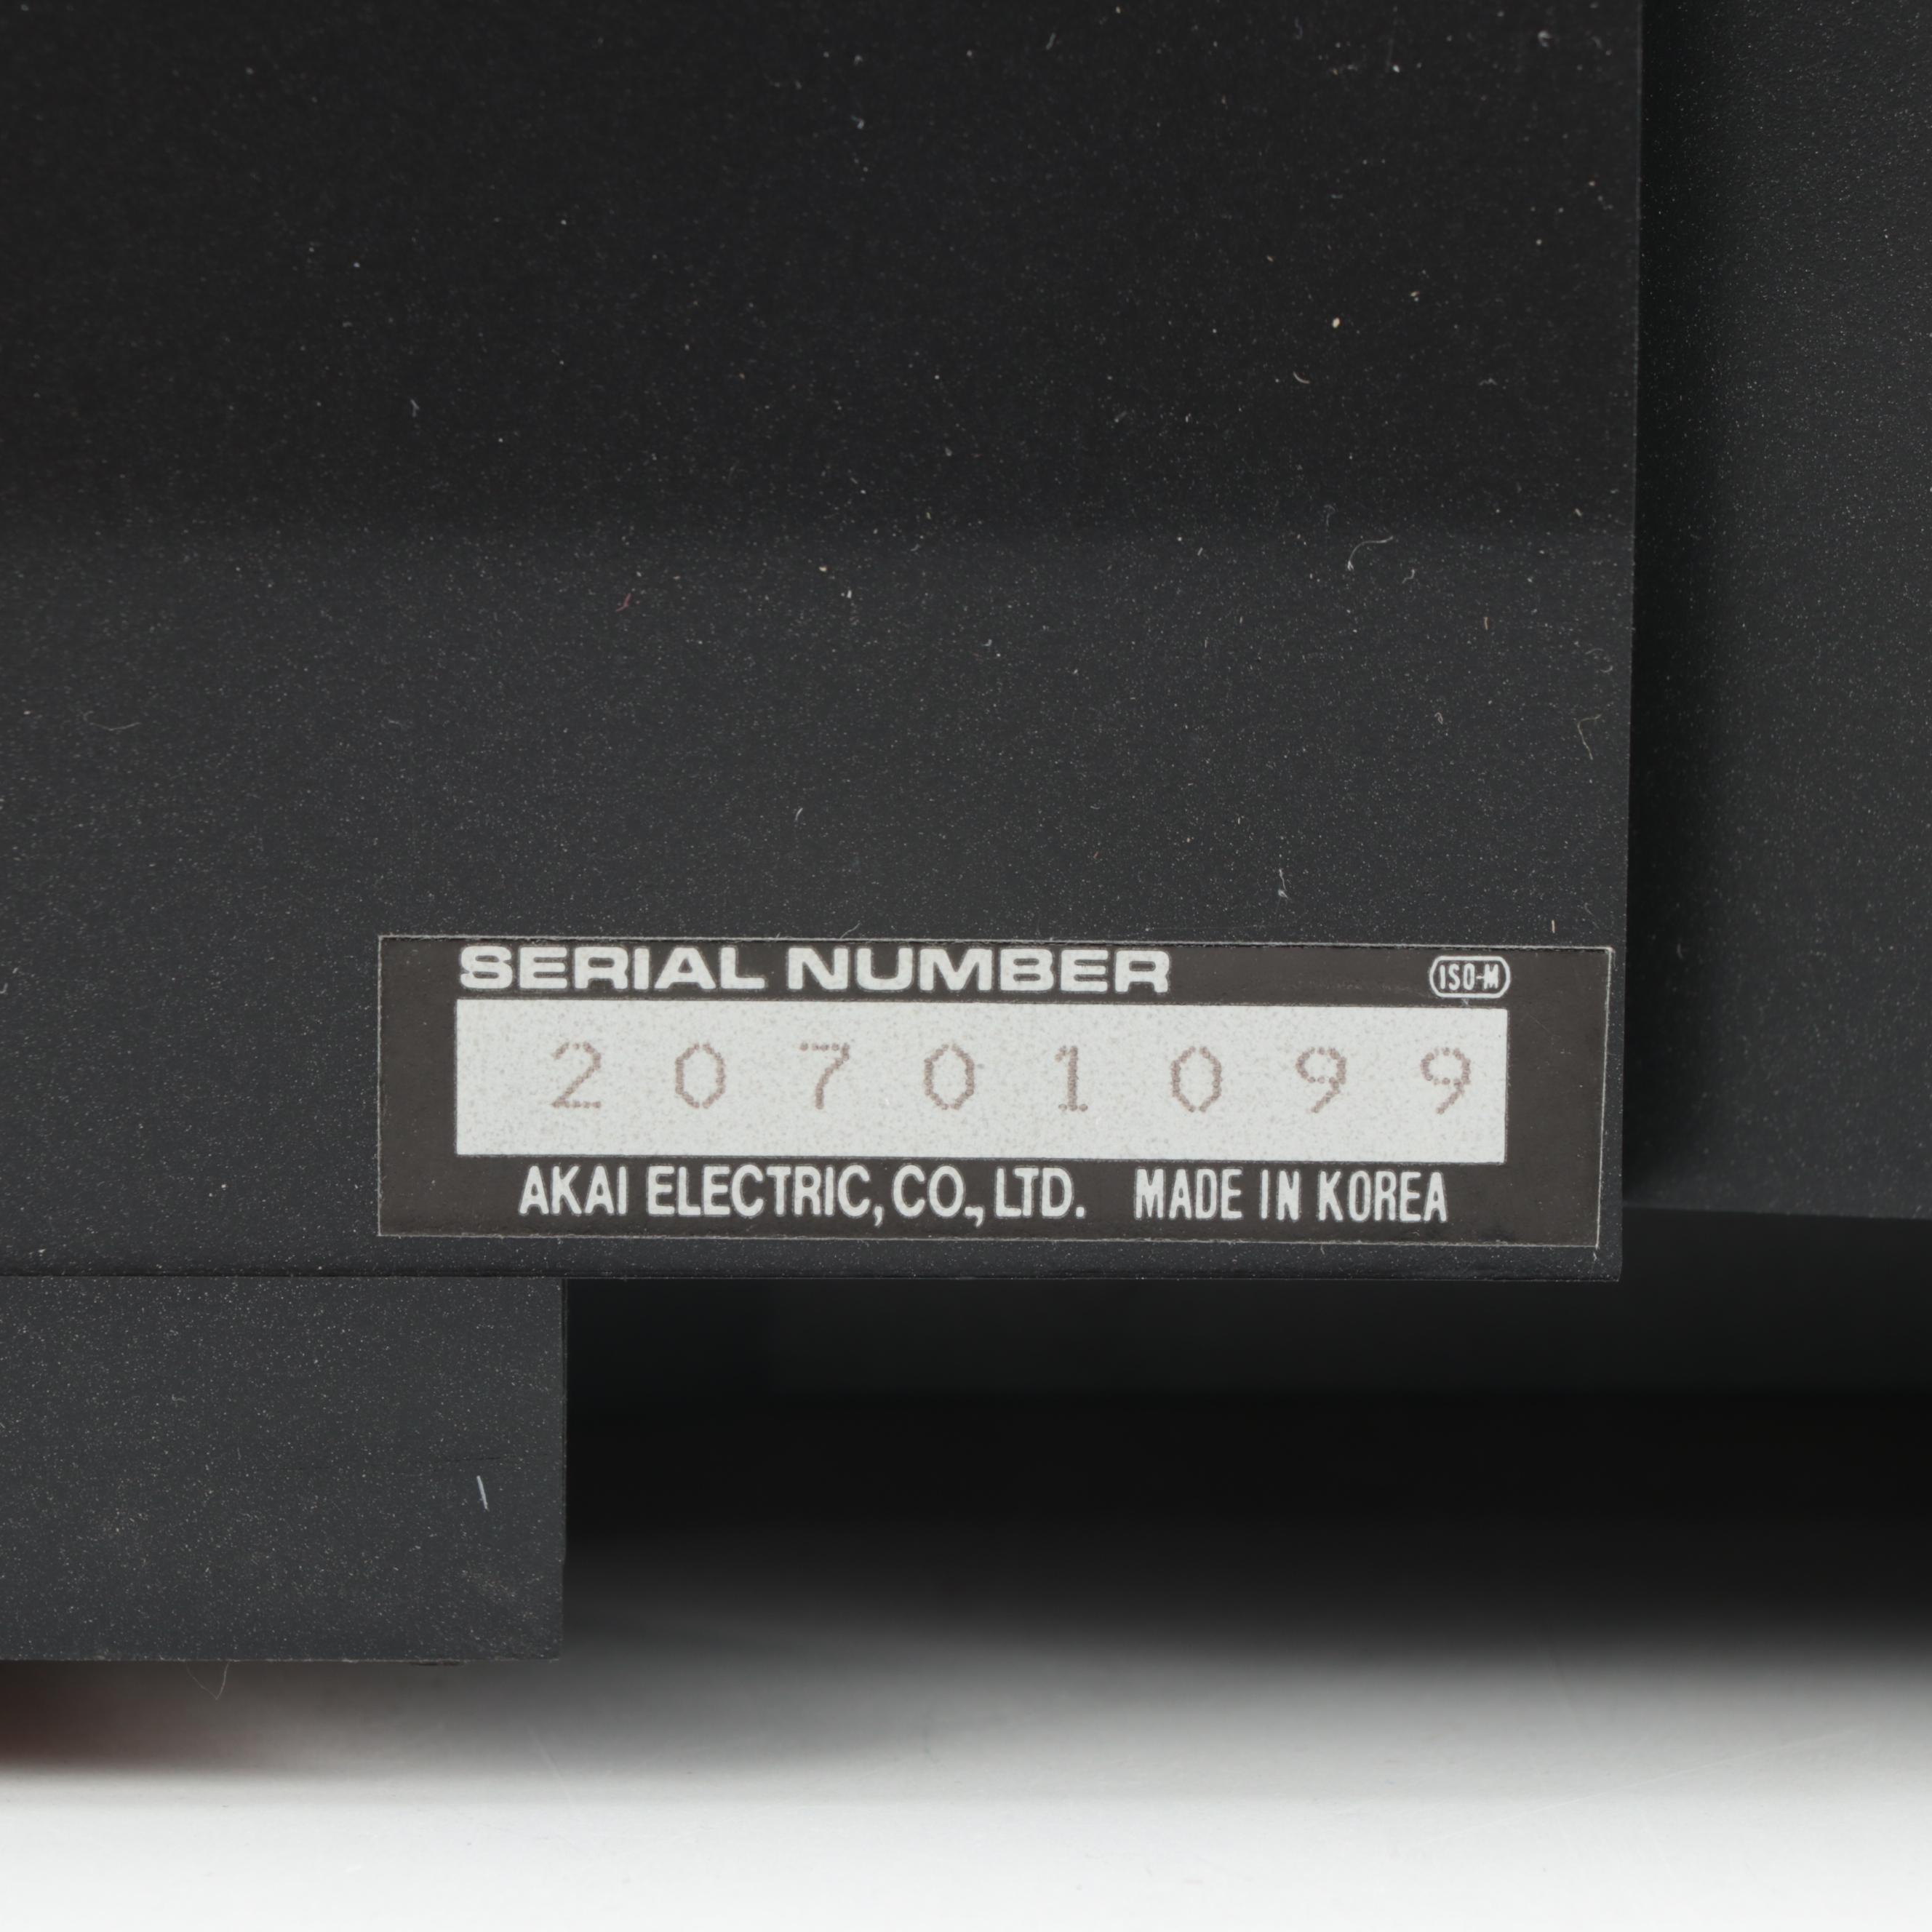 SERIAL NUMBER ISO-M
20701099
AKAI ELECTRIC, CO., LTD. MADE IN KOREA